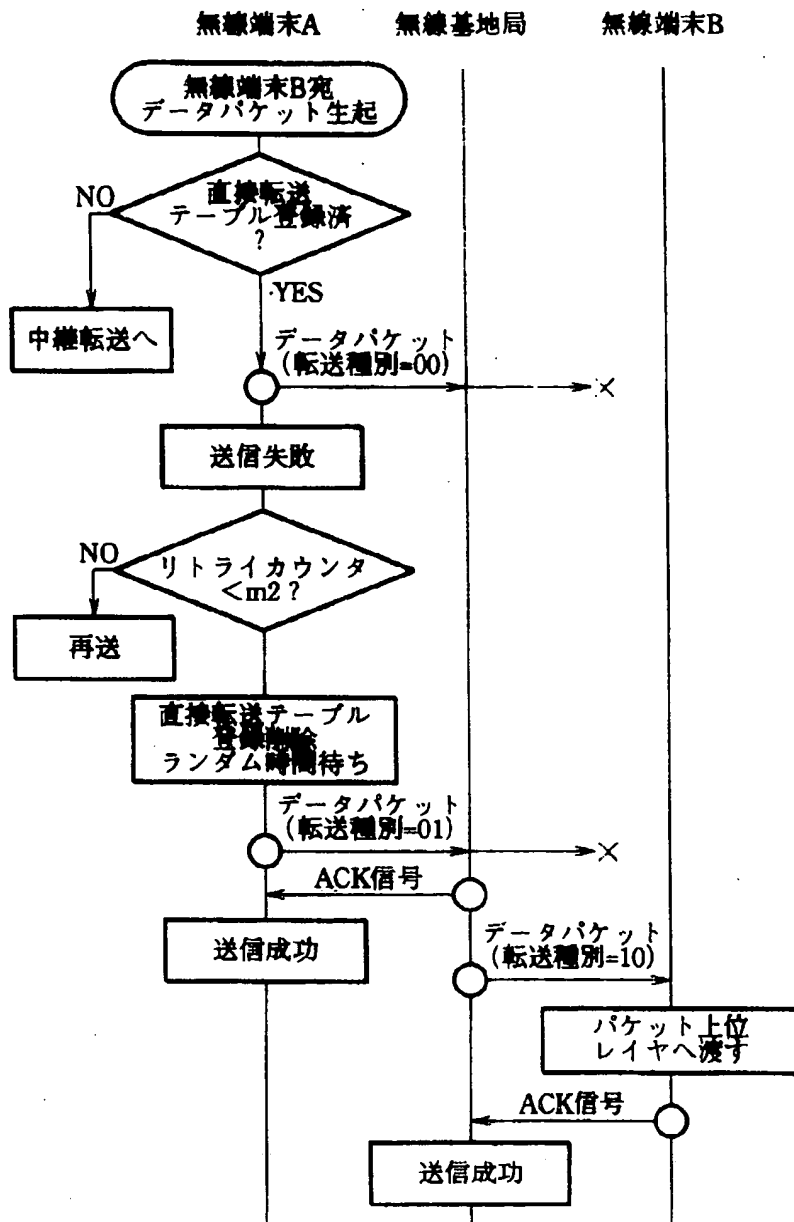 無線端末A 無線基地局 無線端末B
無線端末B宛
データパケット生起
直接転送
テーブル登録済
?
NO
YES
中継転送へ
データパケット
(転送種別=00)
送信失敗
NO
リトライカウンタ
<m2?
再送
直接転送テーブル
登録削除
ランダム時間待ち
データパケット
(転送種別=01)
ACK信号
送信成功
データパケット
(転送種別=10)
パケット上位
レイヤへ渡す
ACK信号
送信成功